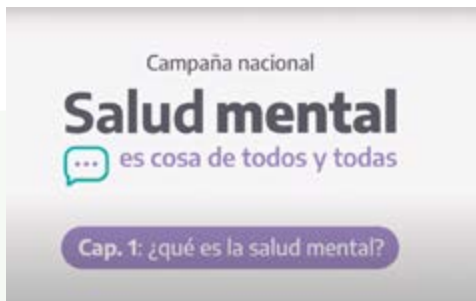 Campaña nacional
Salud mental
es cosa de todos y todas
Cap. 1: ¿qué es la salud mental?